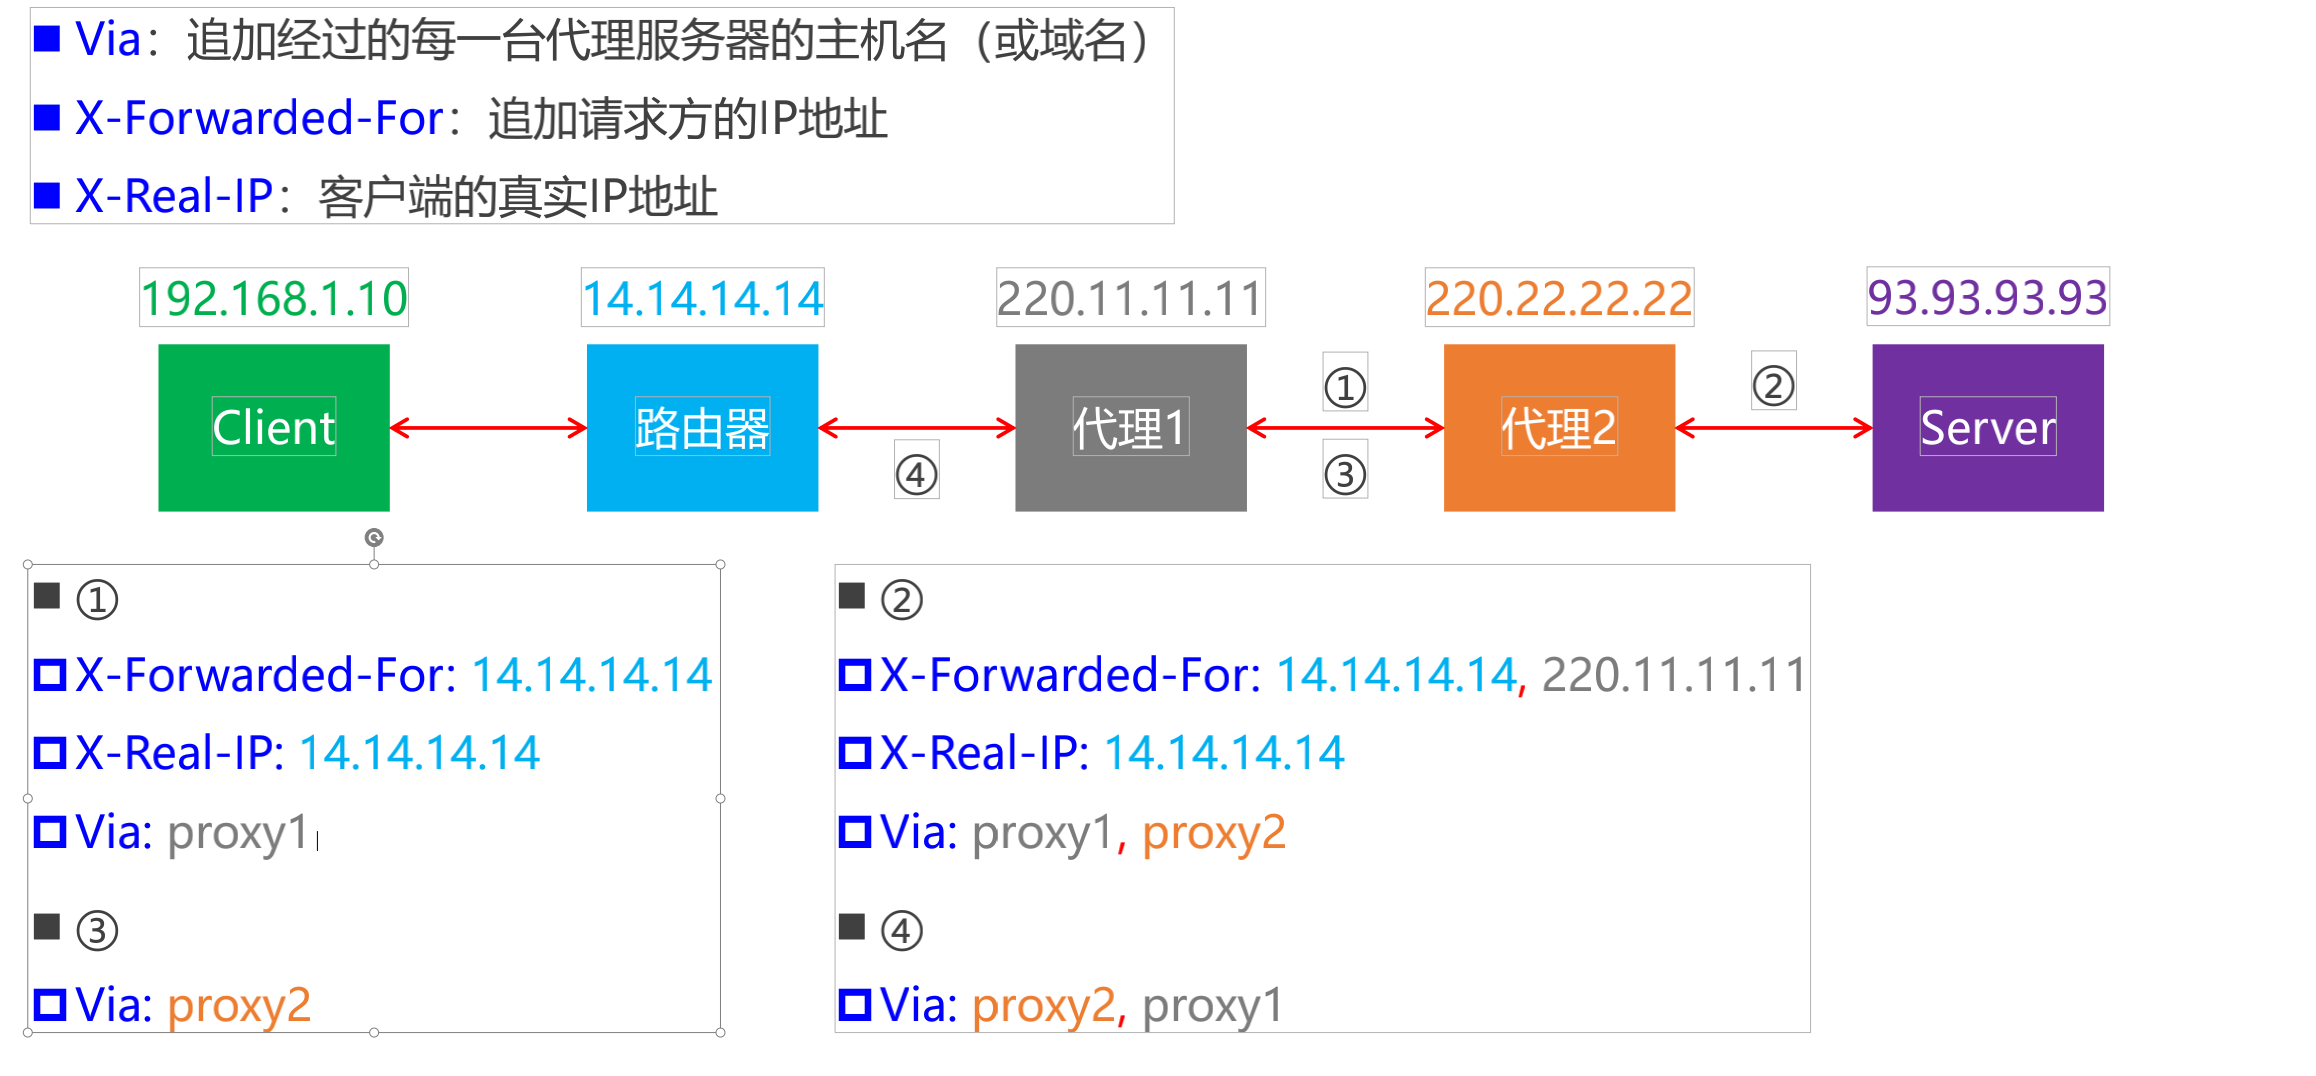 ■ Via：追加经过的每一台代理服务器的主机名（或域名）
■ X-Forwarded-For：追加请求方的IP地址
■ X-Real-IP：客户端的真实IP地址
192.168.1.10 14.14.14.14 220.11.11.11 220.22.22.22 93.93.93.93
① ②
Client 路由器 代理1 代理2 Server
④ ③
■ ①
X-Forwarded-For: 14.14.14.14
X-Real-IP: 14.14.14.14
Via: proxy1
■ ③
Via: proxy2
■ ②
X-Forwarded-For: 14.14.14.14, 220.11.11.11
X-Real-IP: 14.14.14.14
Via: proxy1, proxy2
■ ④
Via: proxy2, proxy1